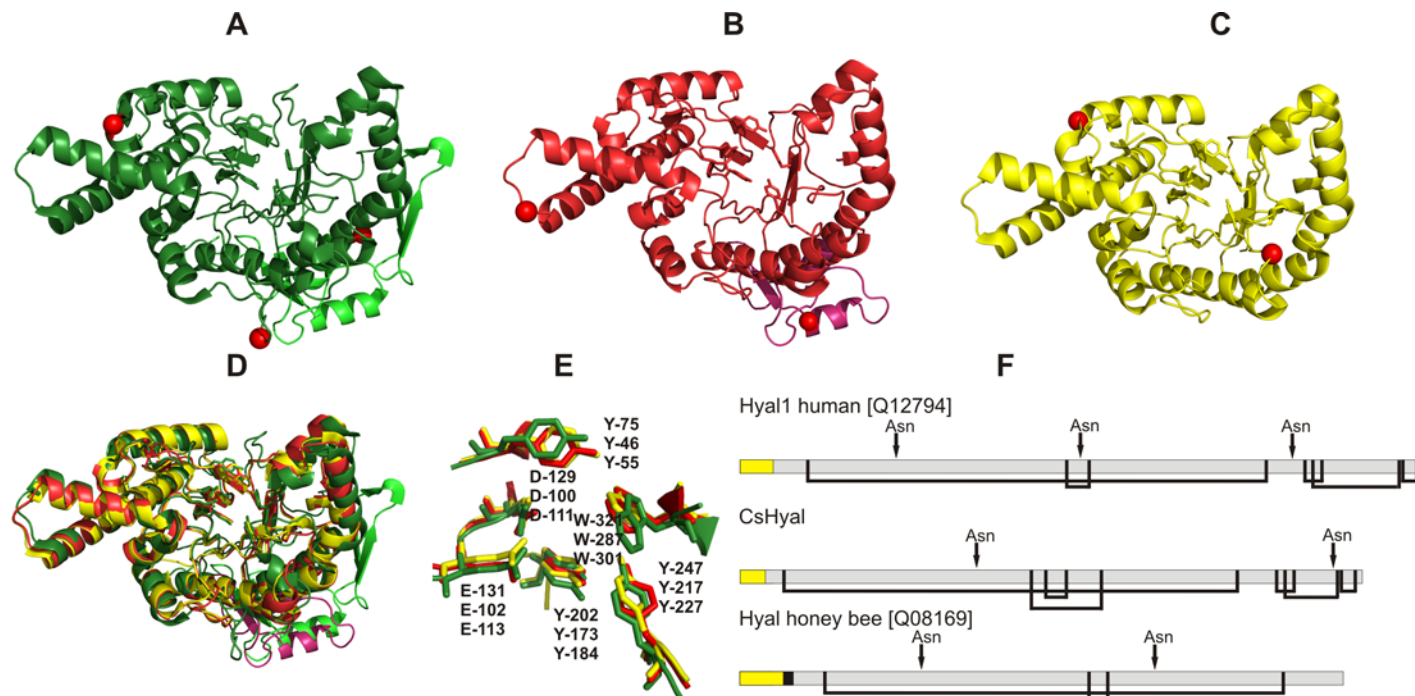 A
B
C
D
E
F
Y-75
Y-46
Y-55
D-129
D-100
D-111
W-321
W-287
W-301
E-131
E-102
E-113
Y-202
Y-173
Y-184
Y-247
Y-217
Y-227
Hyal1 human [Q12794]
Asn Asn Asn
CsHyal
Asn Asn
Hyal honey bee [Q08169]
Asn Asn